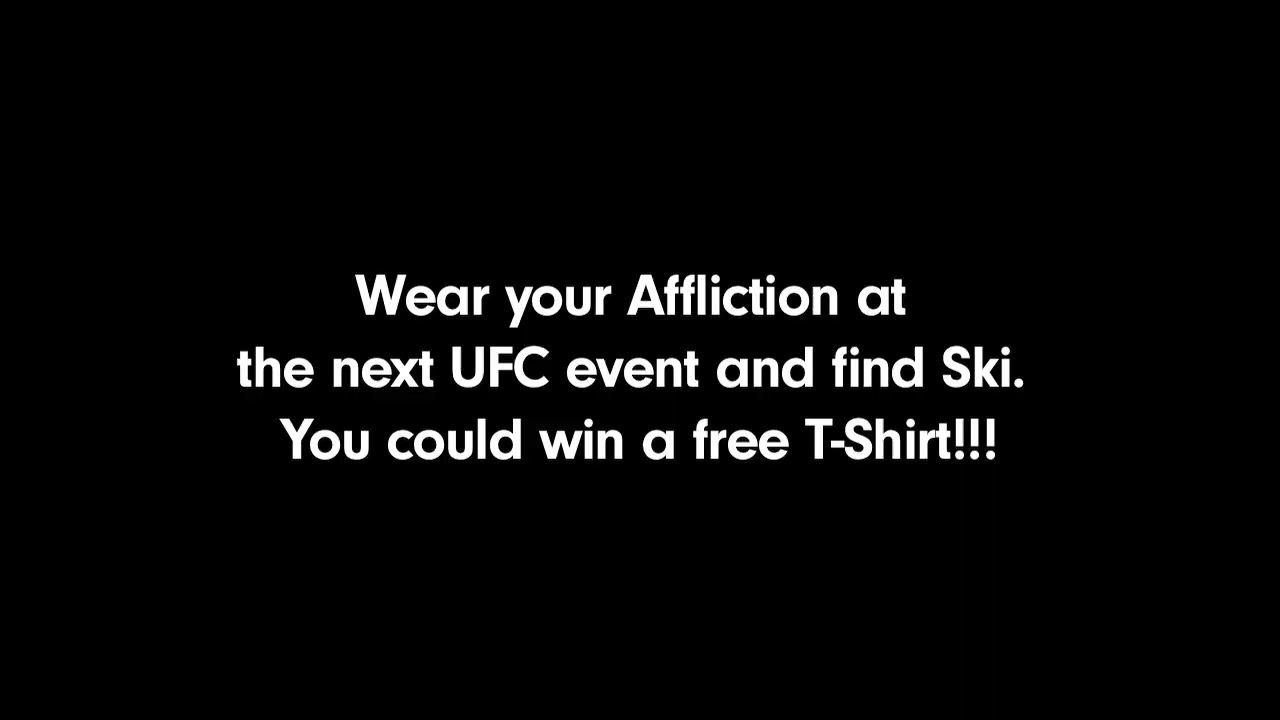 Wear your Affliction at
the next UFC event and find Ski.
You could win a free T-Shirt!!!